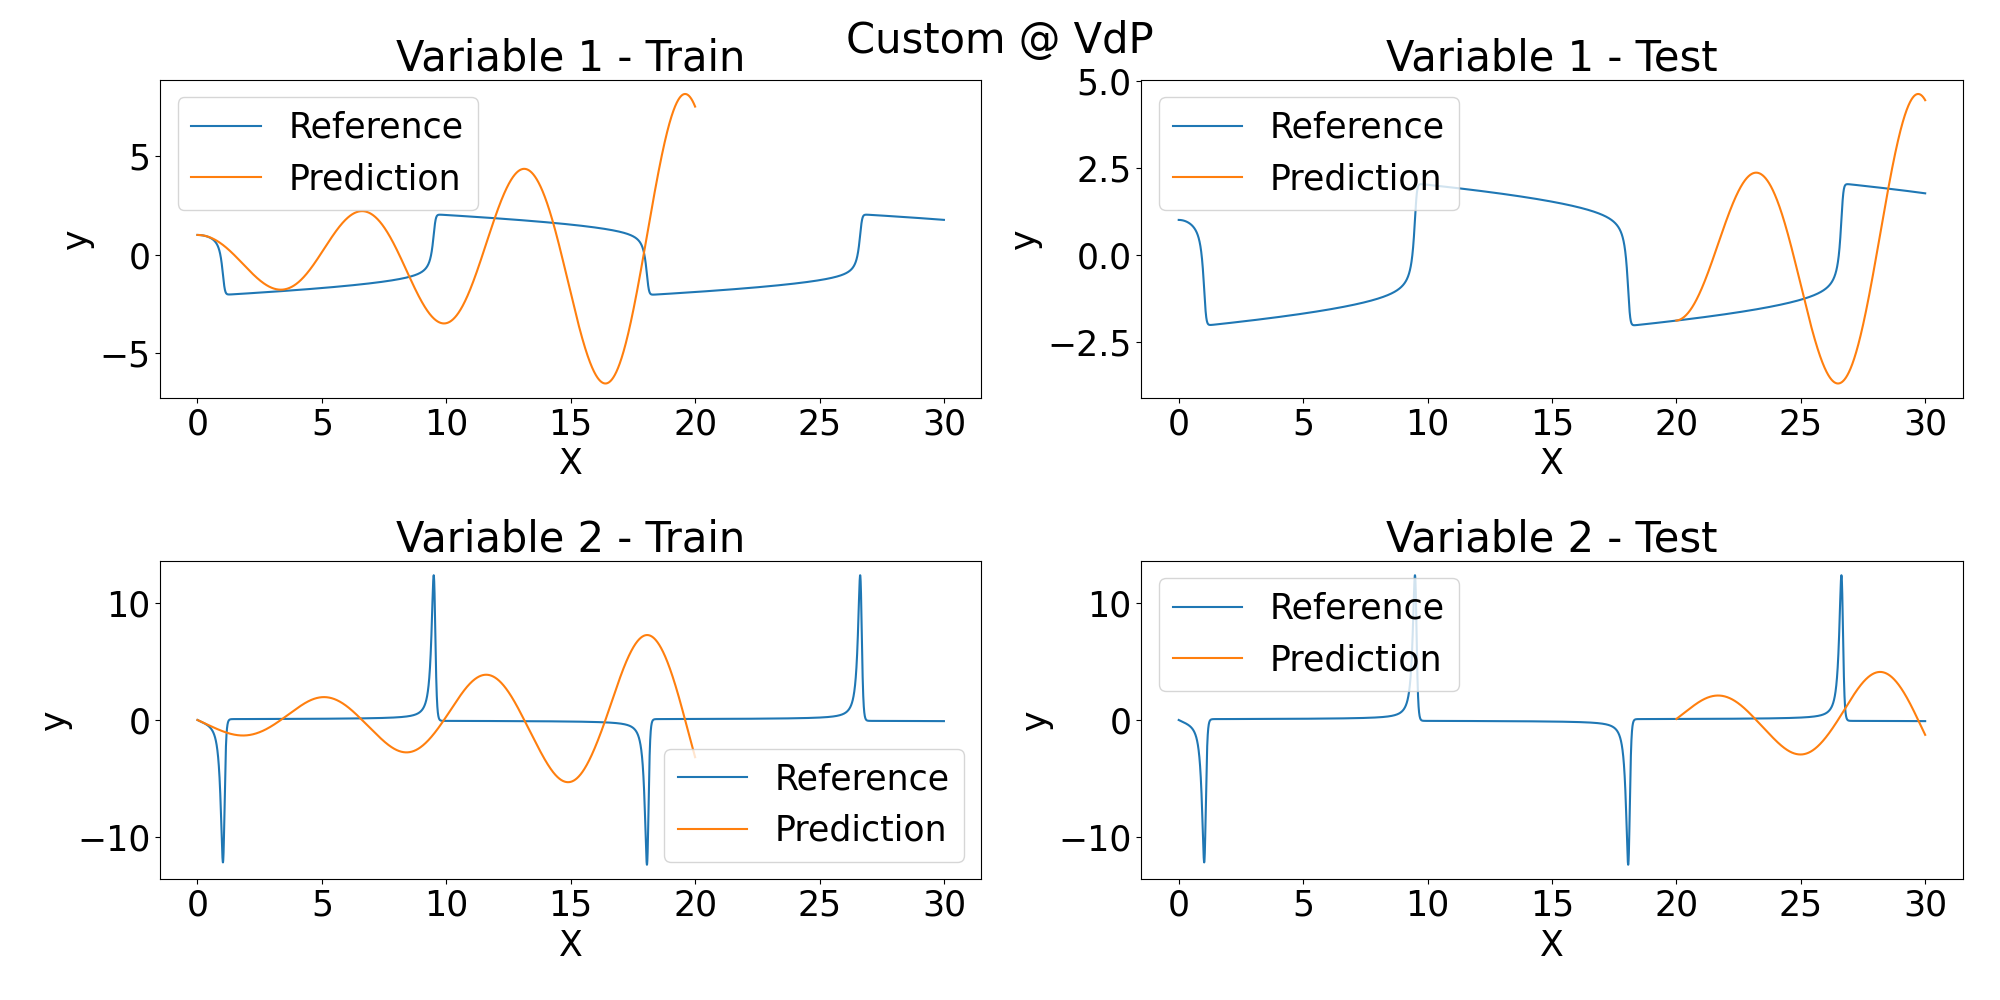 Custom @ VdP
Variable 1 - Train
Reference
Prediction
y
5
0
−5
0 5 10 15 20 25 30
X
Variable 1 - Test
Reference
Prediction
y
5.0
2.5
0.0
−2.5
0 5 10 15 20 25 30
X
Variable 2 - Train
Reference
Prediction
y
10
0
−10
0 5 10 15 20 25 30
X
Variable 2 - Test
Reference
Prediction
y
10
0
−10
0 5 10 15 20 25 30
X